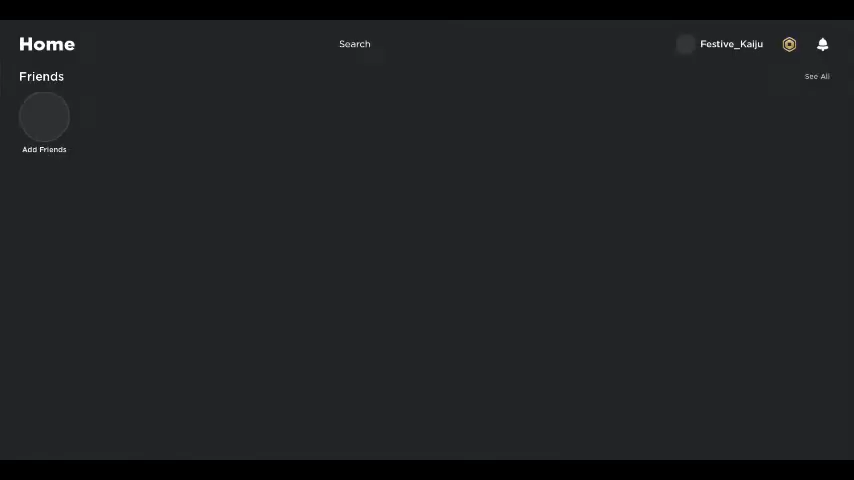 Home
Search
Festive_Kaiju
Friends
See All
Add Friends